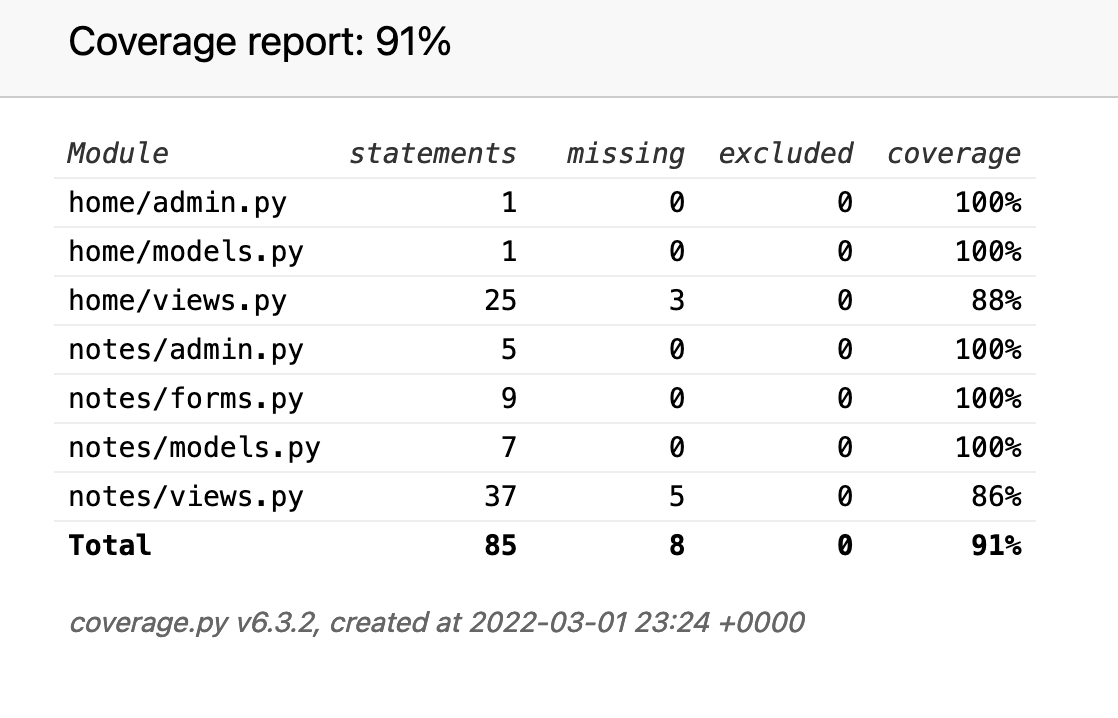 Coverage report: 91%
Module statements missing excluded coverage
home/admin.py 1 0 0 100%
home/models.py 1 0 0 100%
home/views.py 25 3 0 88%
notes/admin.py 5 0 0 100%
notes/forms.py 9 0 0 100%
notes/models.py 7 0 0 100%
notes/views.py 37 5 0 86%
Total 85 8 0 91%
coverage.py v6.3.2, created at 2022-03-01 23:24 +0000